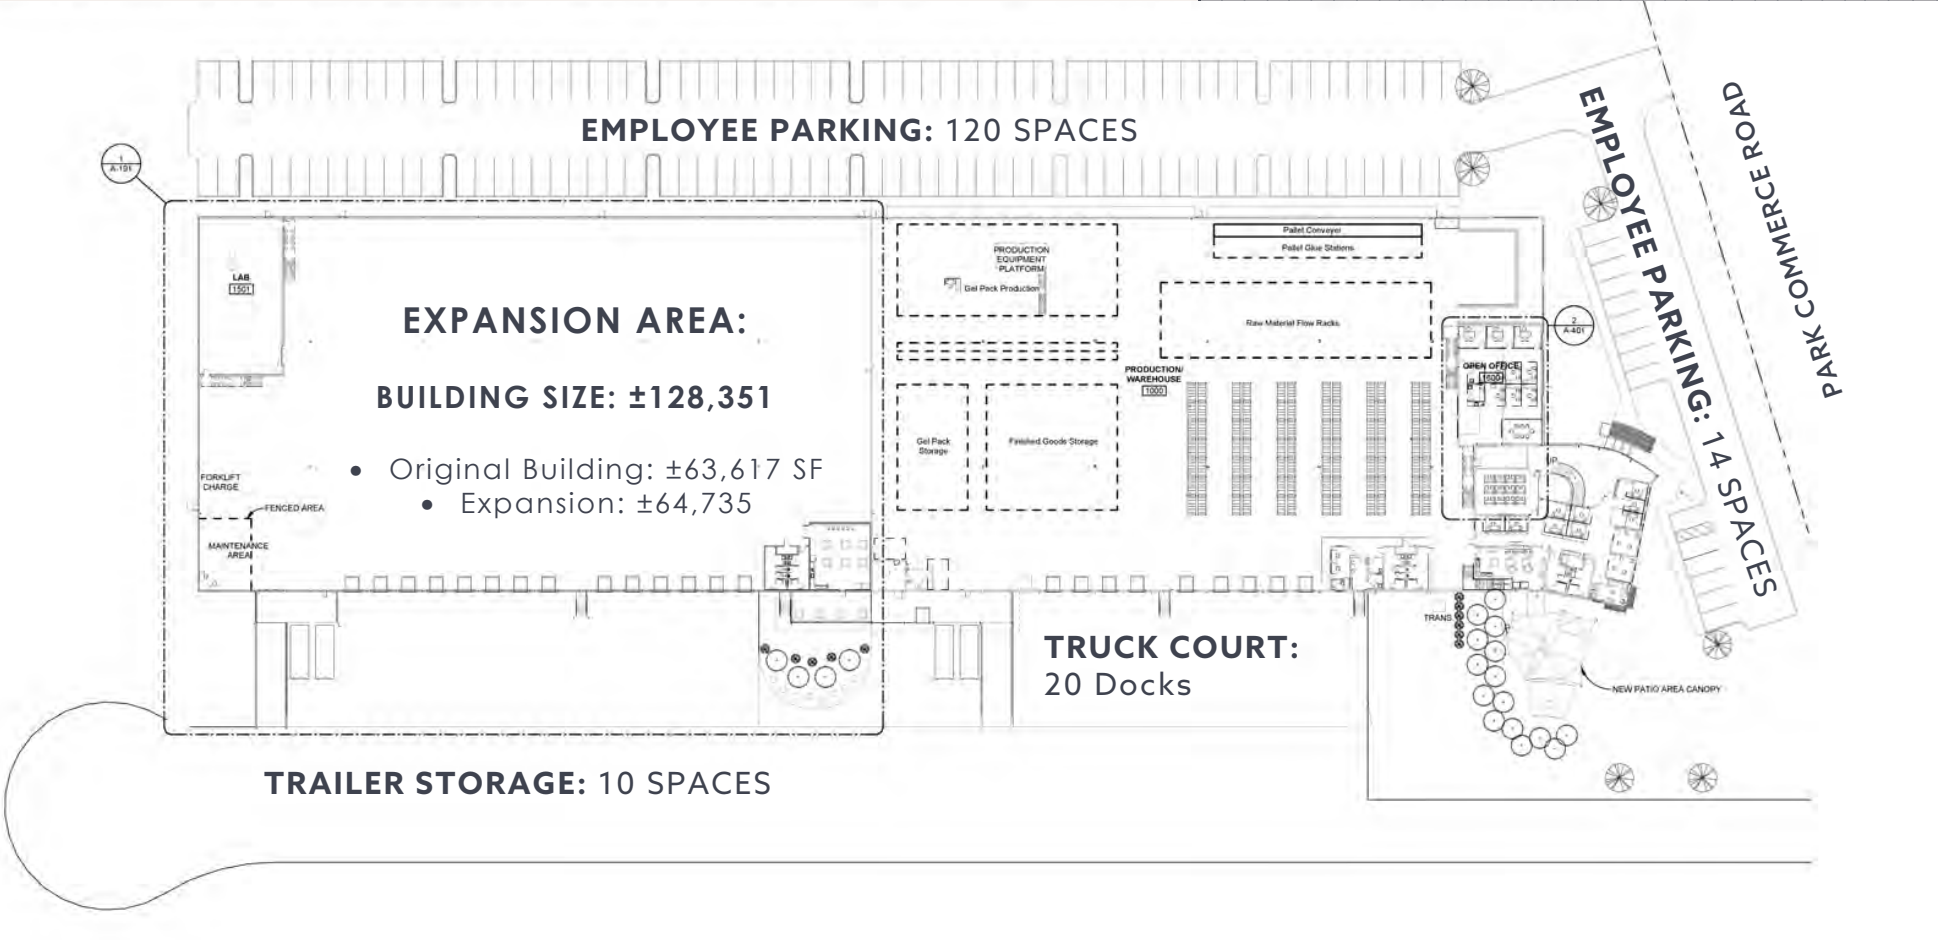 EMPLOYEE PARKING: 120 SPACES
1
A-101
PARK COMMERCE ROAD
EMPLOYEE PARKING: 14 SPACES
Pallet Conveyer
Pallet Glue Stations
PRODUCTION
EQUIPMENT
PLATFORM
Gel Pack Production
LAB
1501
EXPANSION AREA:
BUILDING SIZE: ±128,351
• Original Building: ±63,617 SF
• Expansion: ±64,735
Raw Material Flow Racks
2
A-401
PRODUCTION/
WAREHOUSE
1000
OPEN OFFICE
1600
Gel Pack
Storage
Finished Goods Storage
UP
FORKLIFT
CHARGE
FENCED AREA
MAINTENANCE
AREA
TRANS.
TRUCK COURT:
20 Docks
NEW PATIO AREA CANOPY
TRAILER STORAGE: 10 SPACES